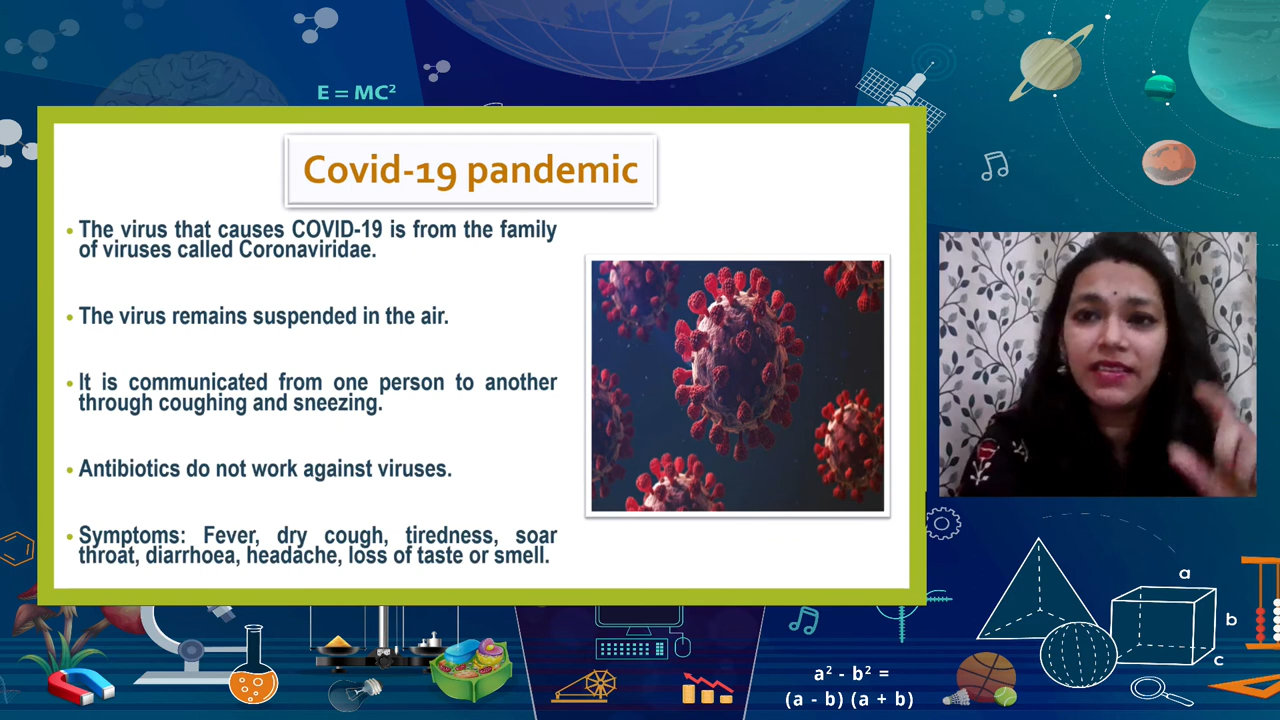 E = MC²
Covid-19 pandemic
• The virus that causes COVID-19 is from the family
of viruses called Coronaviridae.
• The virus remains suspended in the air.
• It is communicated from one person to another
through coughing and sneezing.
• Antibiotics do not work against viruses.
• Symptoms: Fever, dry cough, tiredness, soar
throat, diarrhoea, headache, loss of taste or smell.
a
b
c
a² - b² =
(a - b) (a + b)